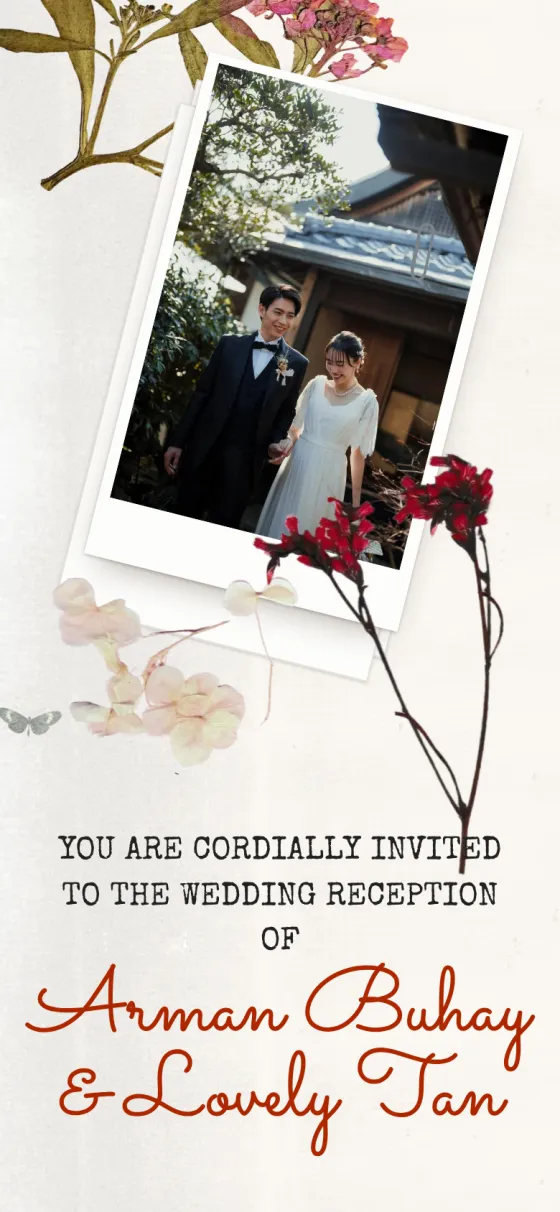 YOU ARE CORDIALLY INVITED
TO THE WEDDING RECEPTION
OF
Arman Buhay
& Lovely Tan